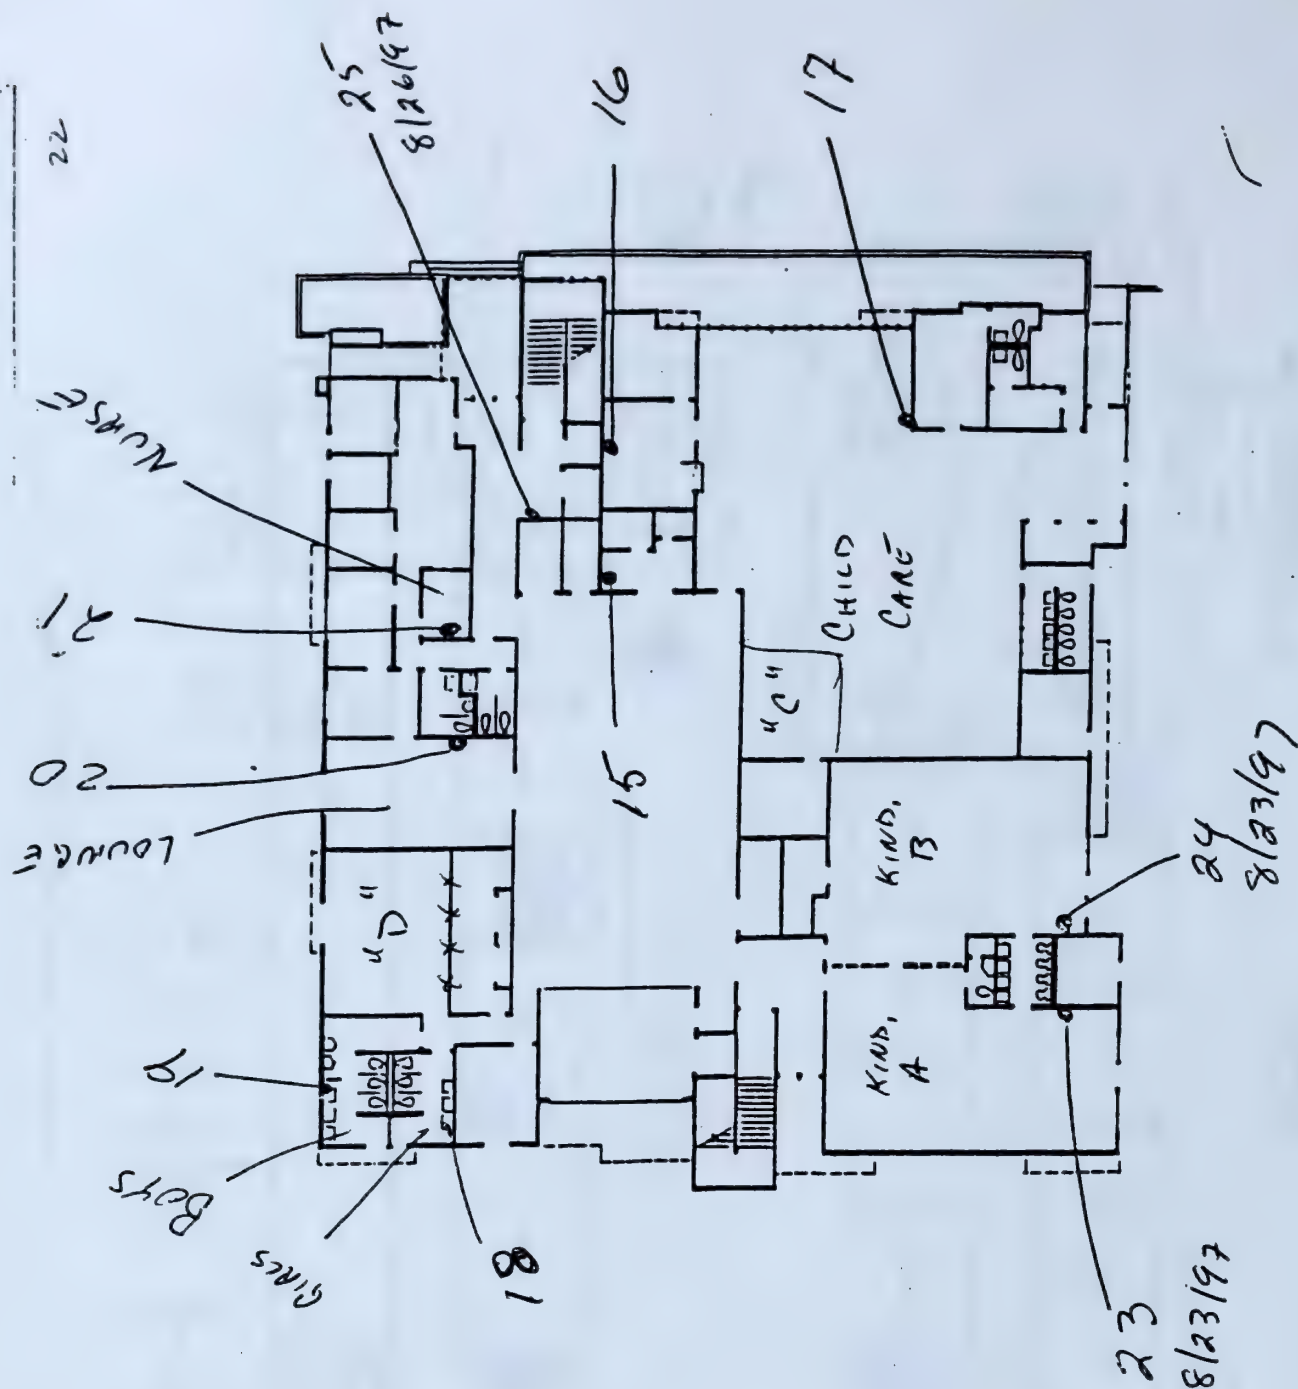 22
25
8/26/97
16
17
NURSE
21
20
LOUNGE
15
CHILD
CARE
"C"
"D"
KIND.
B
KIND.
A
24
8/23/97
19
BOYS
GIRLS
18
23
8/23/97